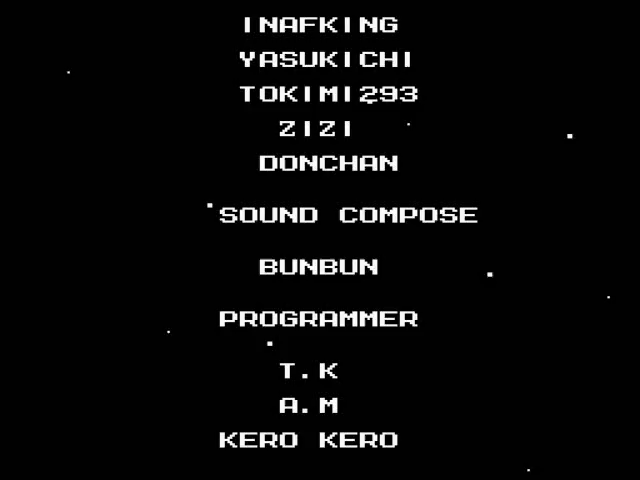 INAFKING
YASUKICHI
TOKIMI293
ZIZI
DONCHAN
SOUND COMPOSE
BUNBUN
PROGRAMMER
T.K
A.M
KERO KERO